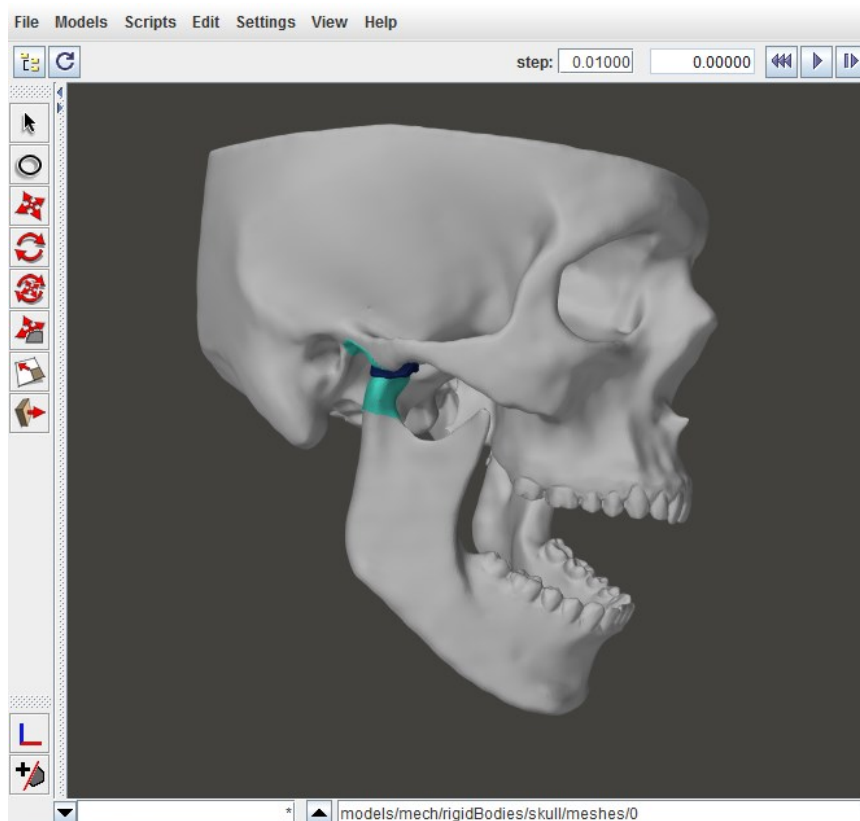 File Models Scripts Edit Settings View Help
step: 0.01000 0.00000
* models/mech/rigidBodies/skull/meshes/0